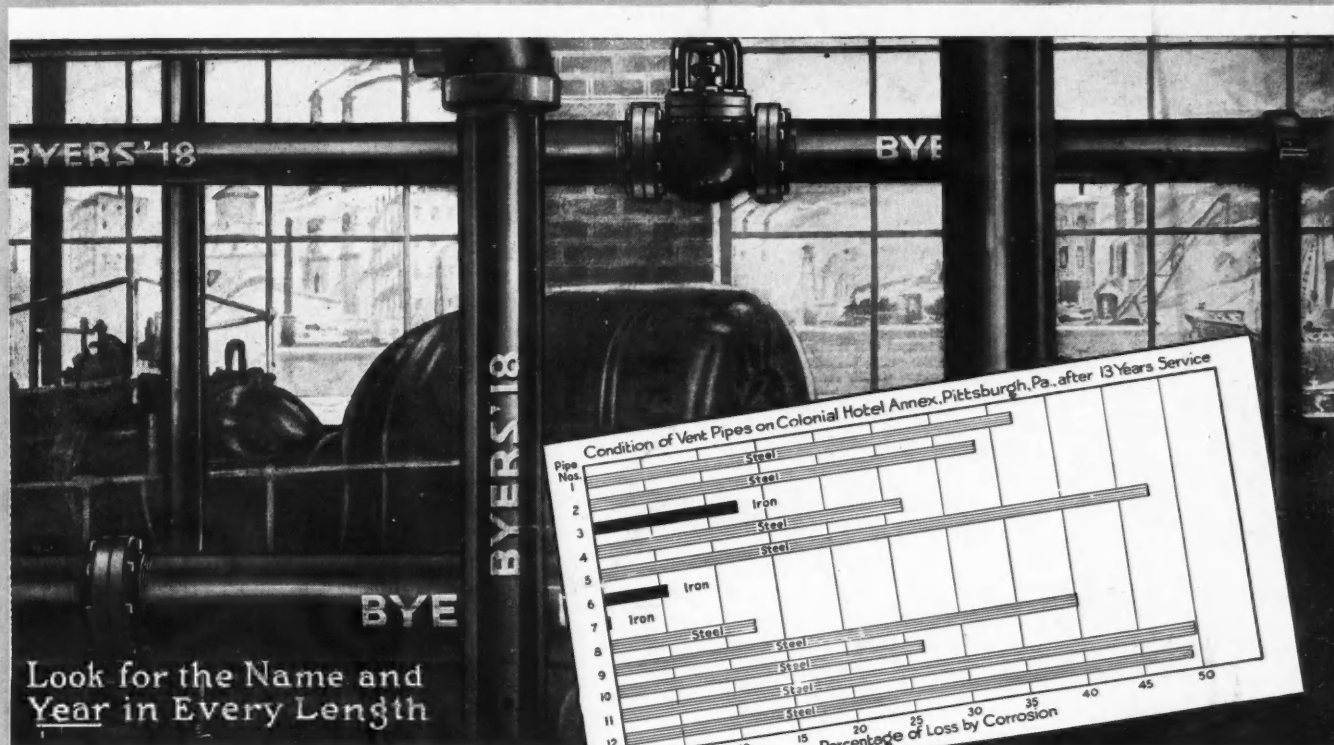 BYERS'18
BYE
BYERS'18
BYE
Look for the Name and
Year in Every Length
Condition of Vent Pipes on Colonial Hotel Annex, Pittsburgh, Pa., after 13 Years Service
Pipe
Nos.
1
Steel
2
Steel
3
Iron
4
Steel
5
Steel
6
Iron
7
Iron
8
Steel
9
Steel
10
Steel
11
Steel
12
Steel
15
20
25
30
35
40
45
50
Percentage of Loss by Corrosion